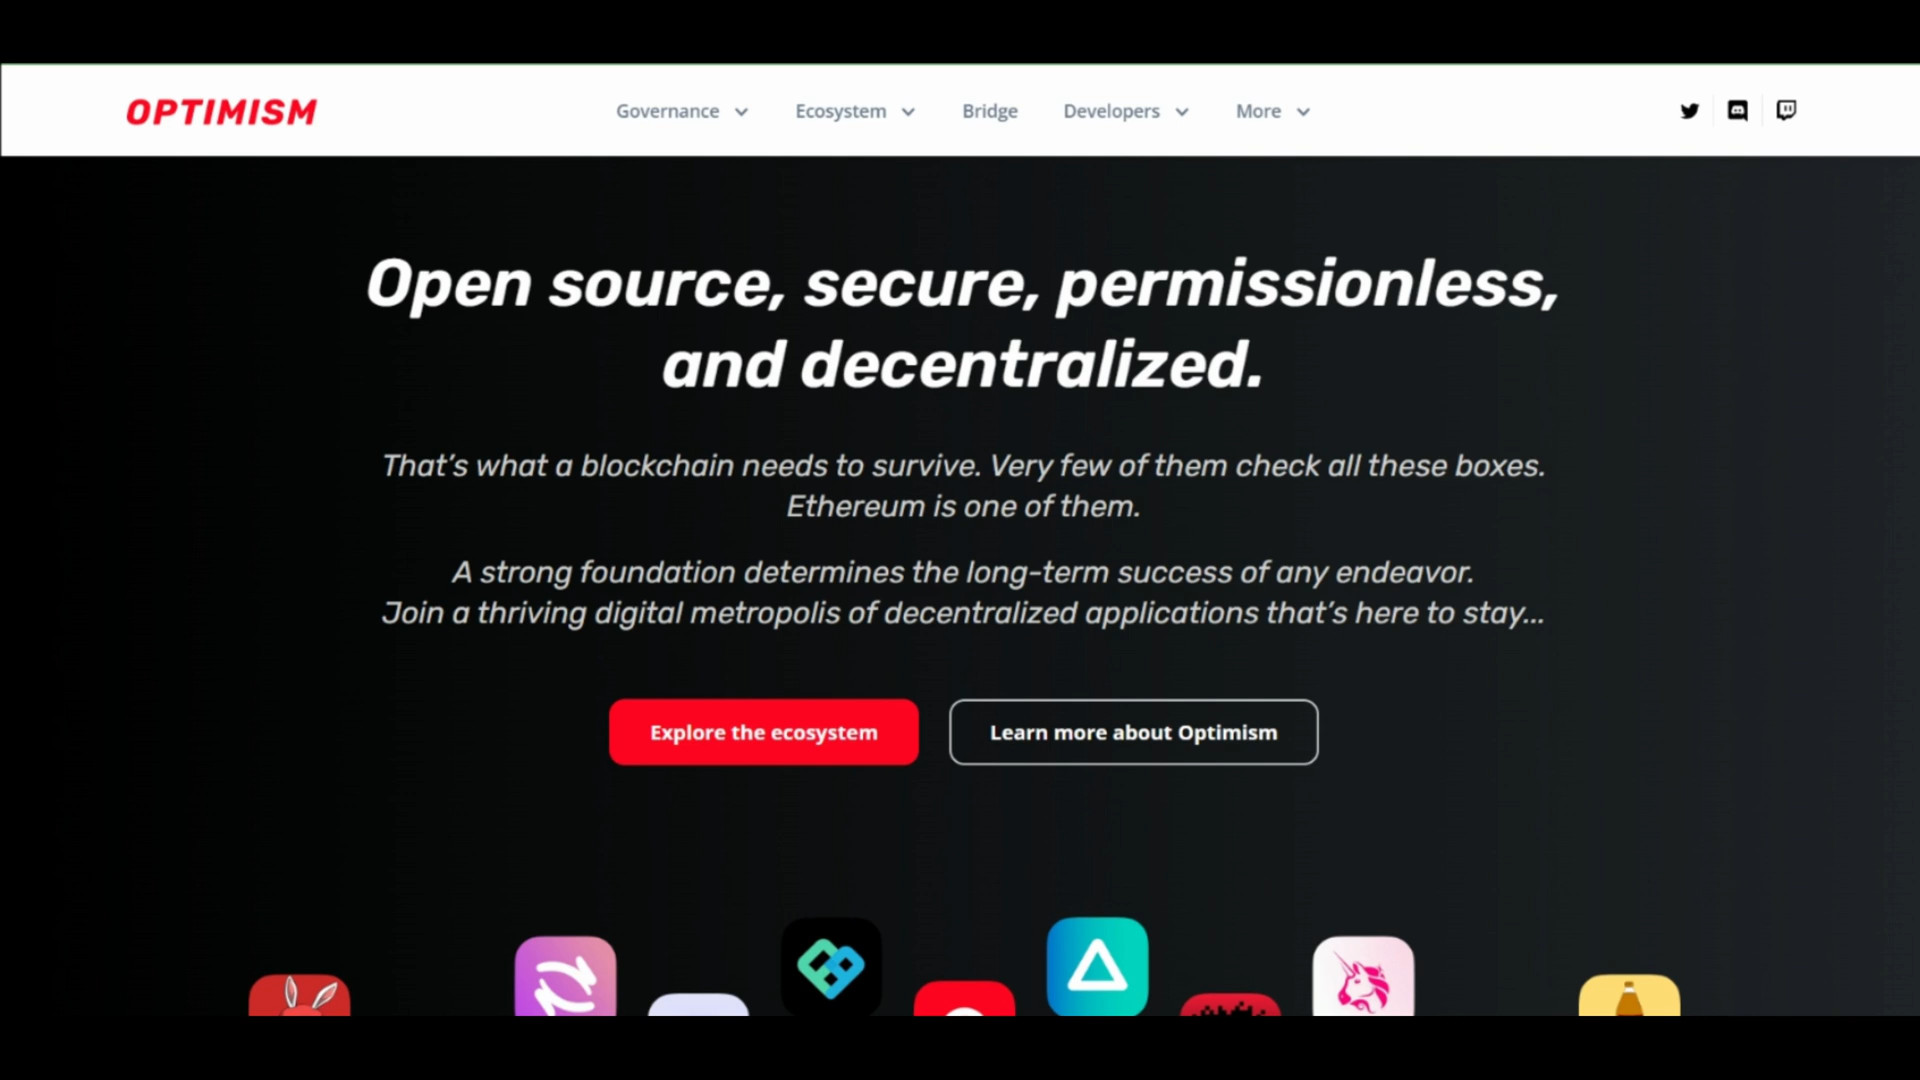 OPTIMISM
Governance
Ecosystem
Bridge
Developers
More
Open source, secure, permissionless,
and decentralized.
That's what a blockchain needs to survive. Very few of them check all these boxes.
Ethereum is one of them.
A strong foundation determines the long-term success of any endeavor.
Join a thriving digital metropolis of decentralized applications that's here to stay...
Explore the ecosystem
Learn more about Optimism